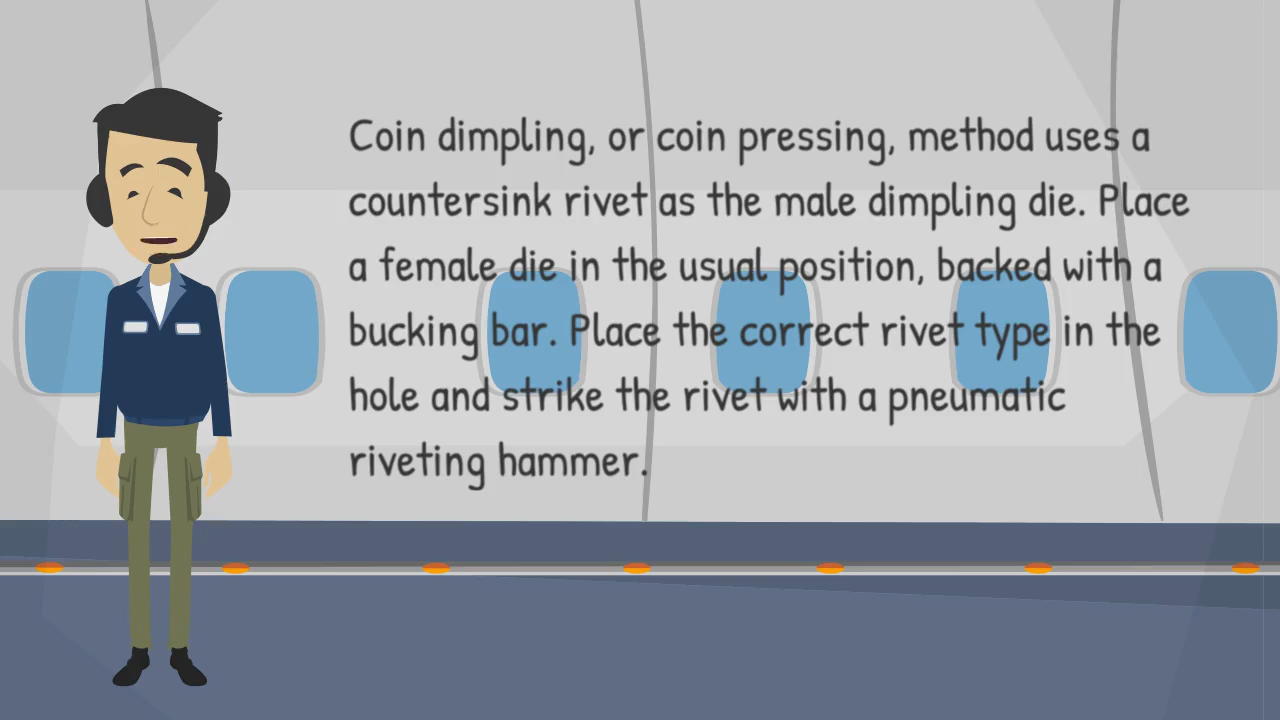 Coin dimpling, or coin pressing, method uses a
countersink rivet as the male dimpling die. Place
a female die in the usual position, backed with a
bucking bar. Place the correct rivet type in the
hole and strike the rivet with a pneumatic
riveting hammer.